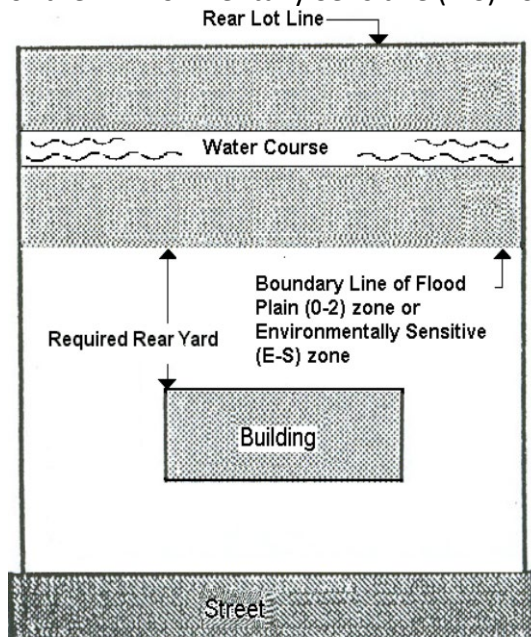 Rear Lot Line
Water Course
Boundary Line of Flood
Plain (0-2) zone or
Environmentally Sensitive
(E-S) zone
Required Rear Yard
Building
Street